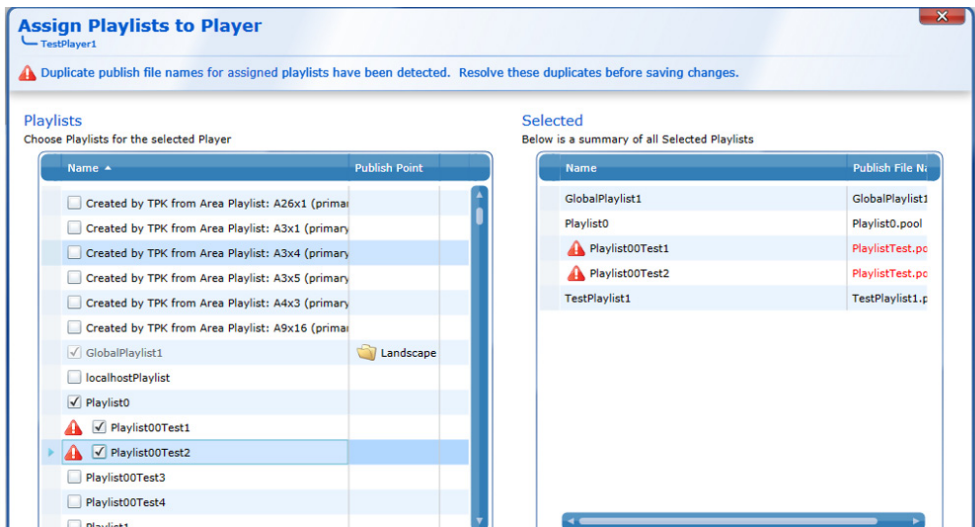 Assign Playlists to Player
TestPlayer1
Duplicate publish file names for assigned playlists have been detected. Resolve these duplicates before saving changes.
Playlists
Choose Playlists for the selected Player
Name Publish Point
Created by TPK from Area Playlist: A26x1 (primar
Created by TPK from Area Playlist: A3x1 (primary
Created by TPK from Area Playlist: A3x4 (primary
Created by TPK from Area Playlist: A3x5 (primary
Created by TPK from Area Playlist: A4x3 (primary
Created by TPK from Area Playlist: A9x16 (primar
GlobalPlaylist1 Landscape
localhostPlaylist
Playlist0
Playlist00Test1
Playlist00Test2
Playlist00Test3
Playlist00Test4
Playlist1
Selected
Below is a summary of all Selected Playlists
Name Publish File Na
GlobalPlaylist1 GlobalPlaylist1
Playlist0 Playlist0.pool
Playlist00Test1 PlaylistTest.po
Playlist00Test2 PlaylistTest.po
TestPlaylist1 TestPlaylist1.p